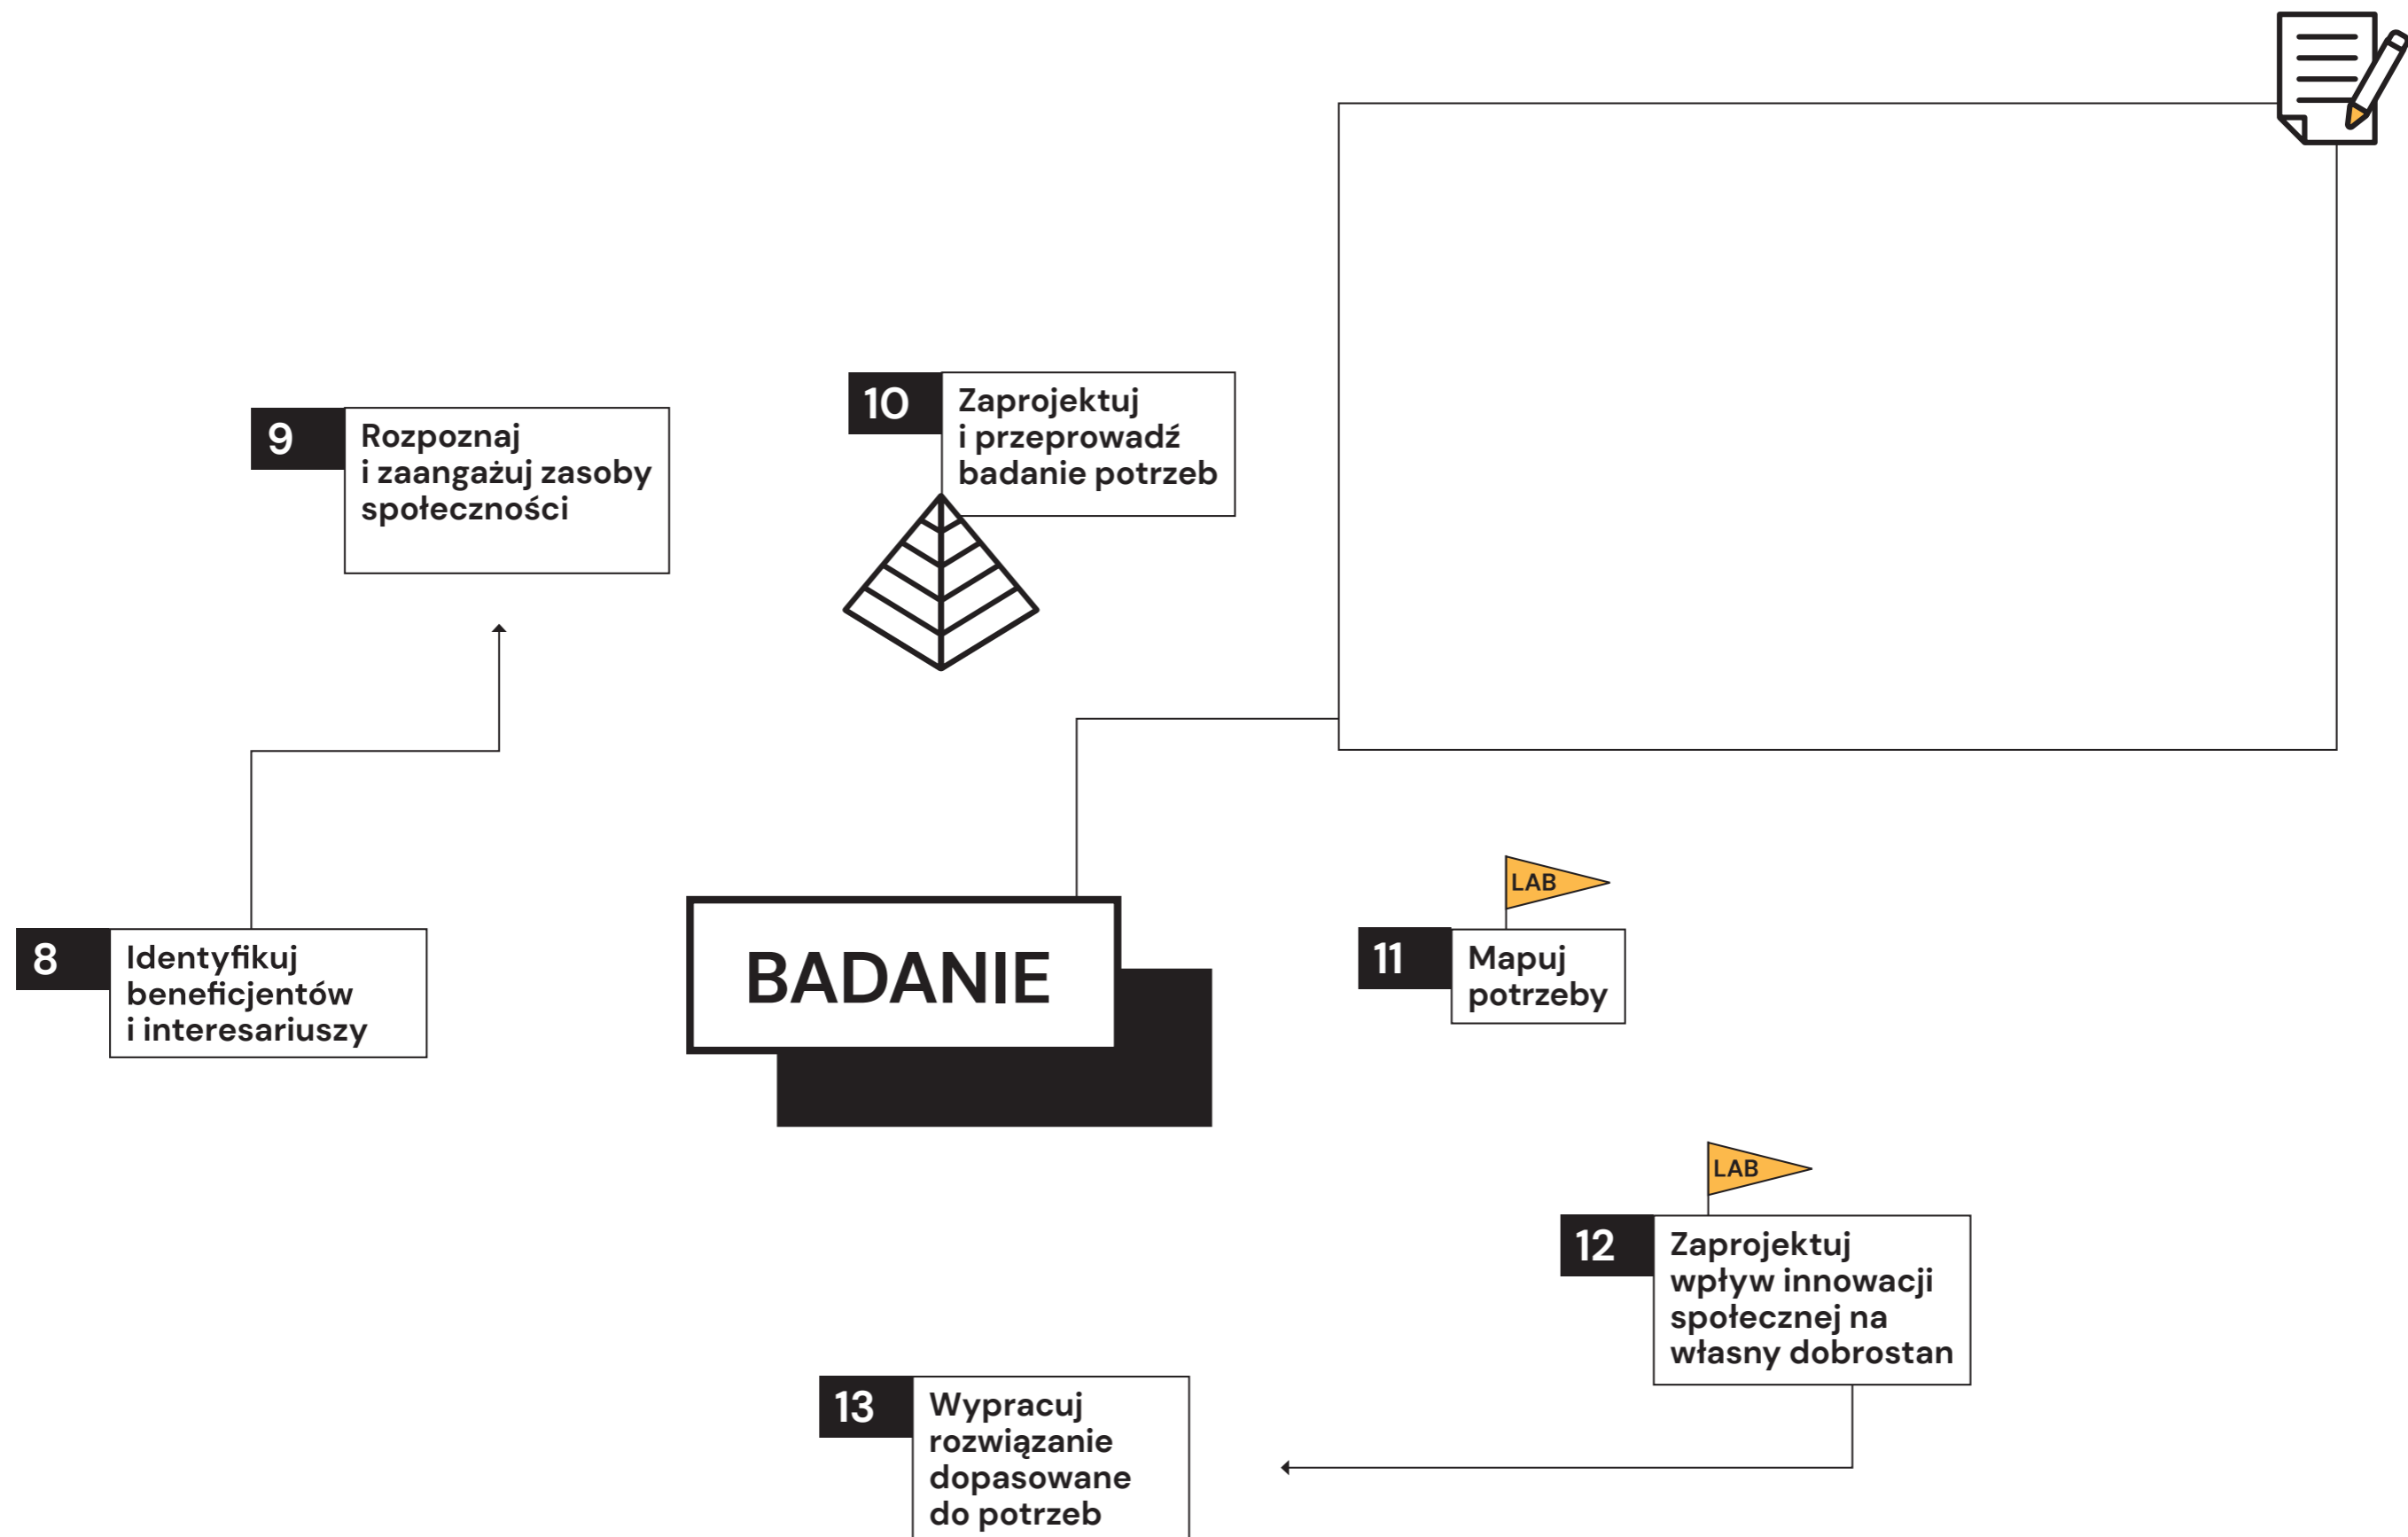 8
Identyfikuj
beneficjentów
i interesariuszy
9
Rozpoznaj
i zaangażuj zasoby
społeczności
10
Zaprojektuj
i przeprowadź
badanie potrzeb
BADANIE
LAB
11
Mapuj
potrzeby
LAB
12
Zaprojektuj
wpływ innowacji
społecznej na
własny dobrostan
13
Wypracuj
rozwiązanie
dopasowane
do potrzeb